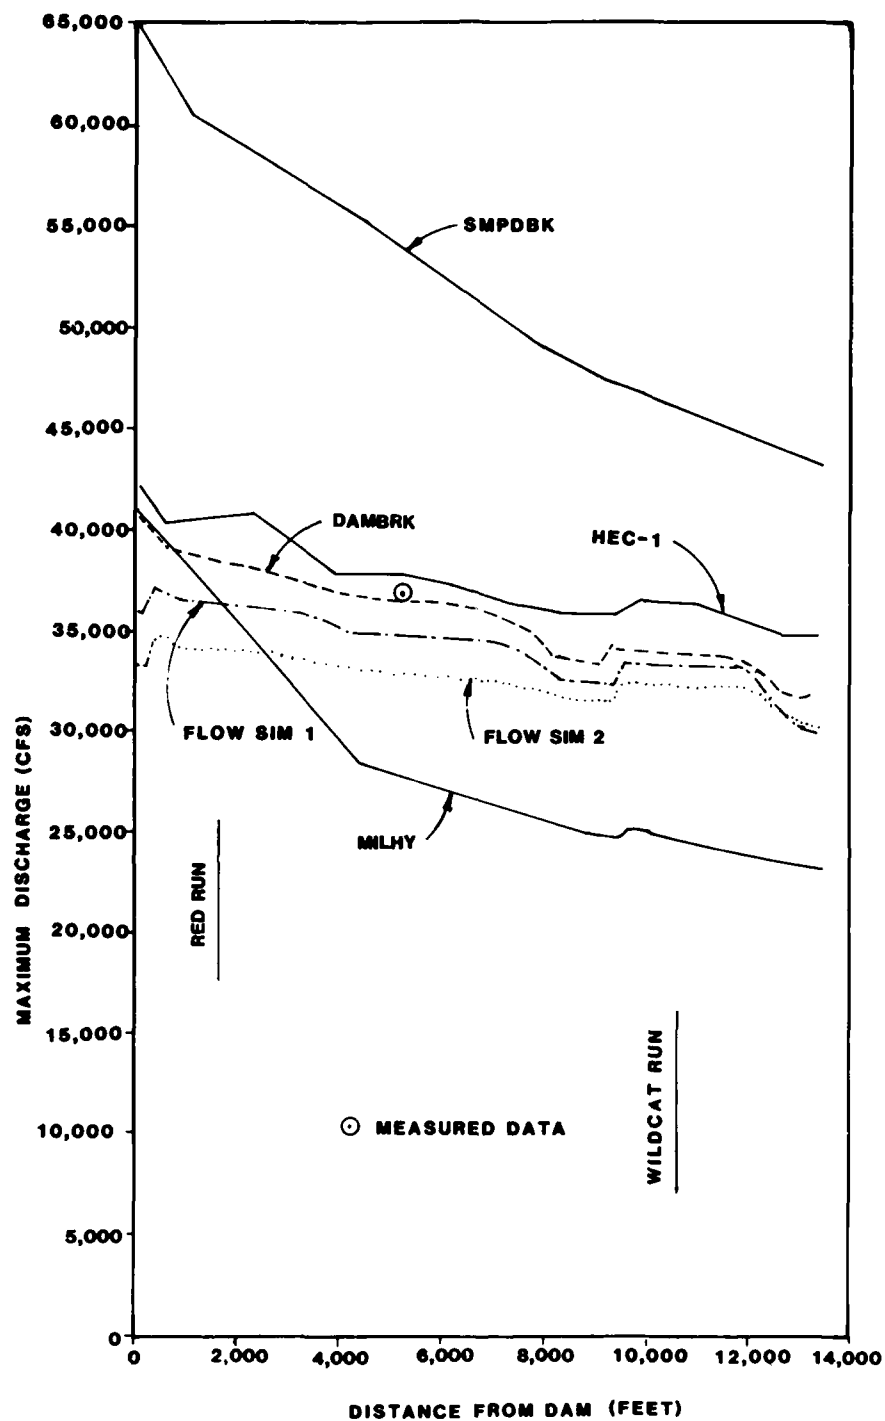 65,000
60,000
55,000
50,000
45,000
40,000
35,000
30,000
25,000
20,000
15,000
10,000
5,000
0
MAXIMUM DISCHARGE (CFS)
SMPDBK
DAMBRK
HEC-1
FLOW SIM 1
FLOW SIM 2
MILHY
RED RUN
WILDCAT RUN
MEASURED DATA
0 2,000 4,000 6,000 8,000 10,000 12,000 14,000
DISTANCE FROM DAM (FEET)